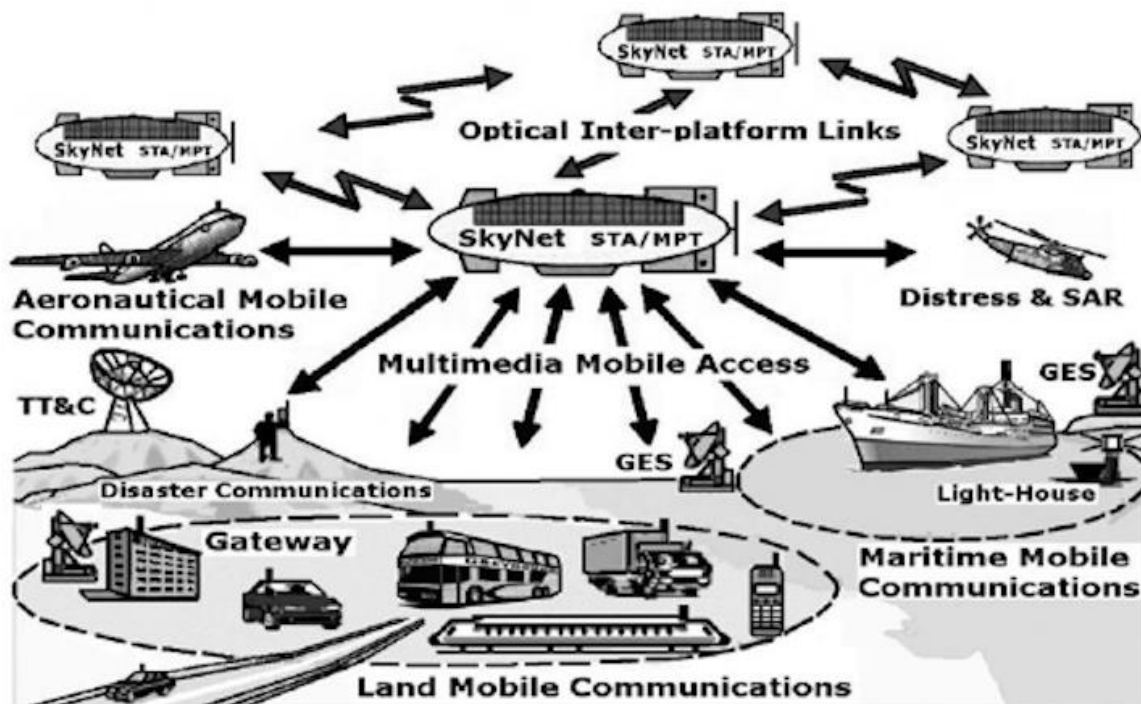 SkyNet STA/MPT
SkyNet STA/MPT
Optical Inter-platform Links
SkyNet STA/MPT
SkyNet STA/MPT
Aeronautical Mobile
Communications
Distress & SAR
Multimedia Mobile Access
GES
TT&C
GES
Disaster Communications
Light-House
Gateway
Maritime Mobile
Communications
Land Mobile Communications